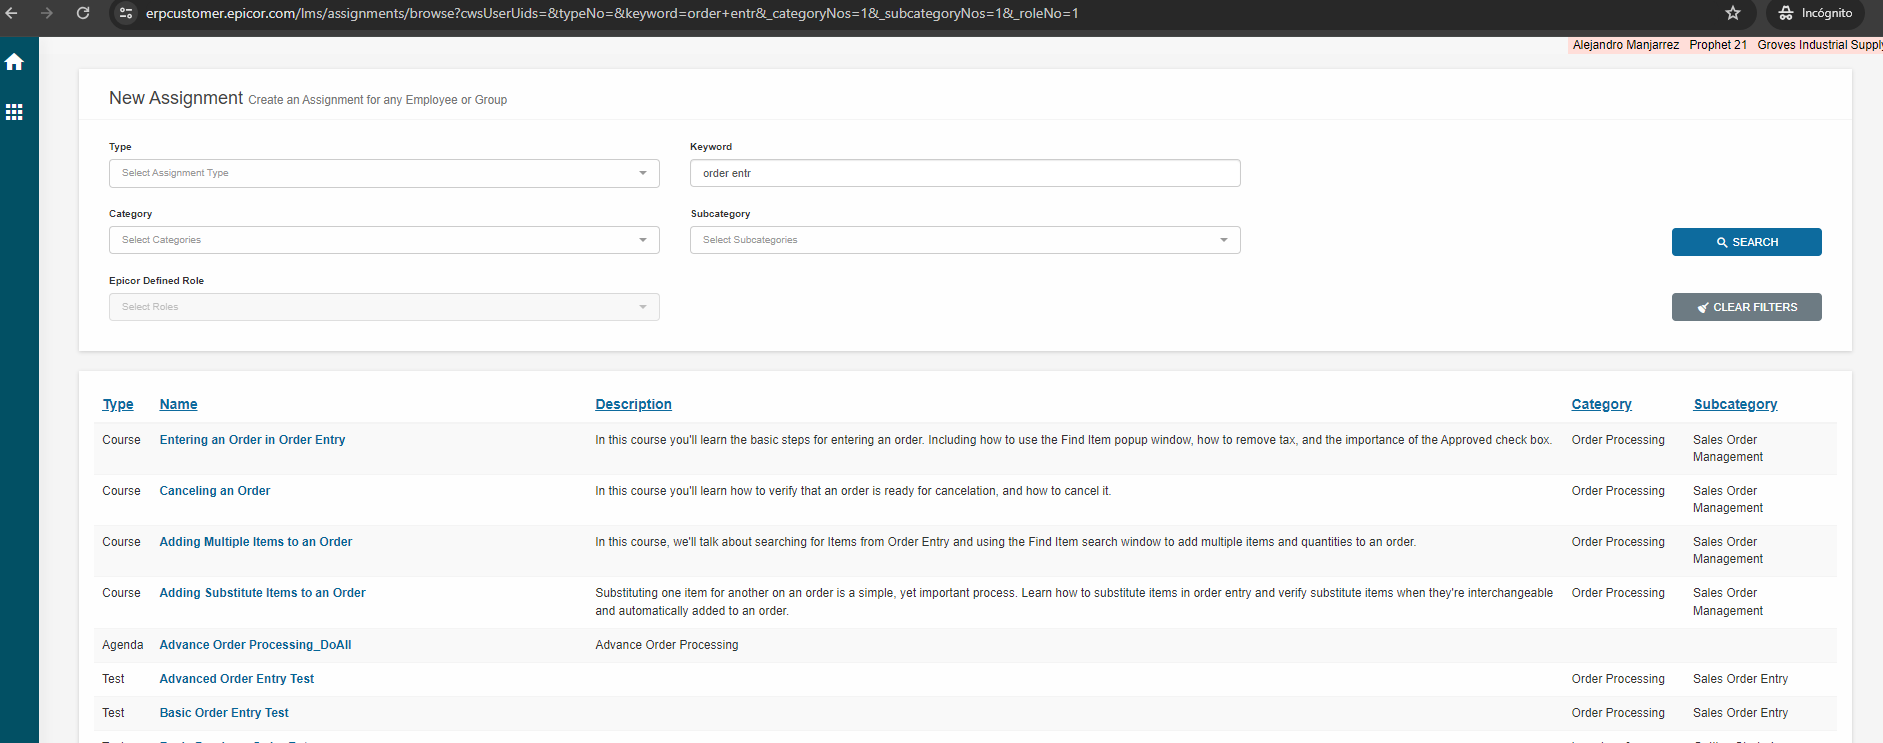 erpcustomer.epicor.com/lms/assignments/browse?cwsUserUids=&typeNo=&keyword=order+entr&_categoryNos=1&_subcategoryNos=1&_roleNo=1
Incógnito
Alejandro Manjarrez Prophet 21 Groves Industrial Supply
New Assignment Create an Assignment for any Employee or Group
Type
Keyword
Select Assignment Type
order entr
Category
Subcategory
Select Categories
Select Subcategories
SEARCH
Epicor Defined Role
Select Roles
CLEAR FILTERS
Type Name Description Category Subcategory
Course Entering an Order in Order Entry In this course you'll learn the basic steps for entering an order. Including how to use the Find Item popup window, how to remove tax, and the importance of the Approved check box. Order Processing Sales Order
Management
Course Canceling an Order In this course you'll learn how to verify that an order is ready for cancelation, and how to cancel it. Order Processing Sales Order
Management
Course Adding Multiple Items to an Order In this course, we'll talk about searching for Items from Order Entry and using the Find Item search window to add multiple items and quantities to an order. Order Processing Sales Order
Management
Course Adding Substitute Items to an Order Substituting one item for another on an order is a simple, yet important process. Learn how to substitute items in order entry and verify substitute items when they're interchangeable Order Processing Sales Order
and automatically added to an order. Management
Agenda Advance Order Processing_DoAll Advance Order Processing
Test Advanced Order Entry Test Order Processing Sales Order Entry
Test Basic Order Entry Test Order Processing Sales Order Entry